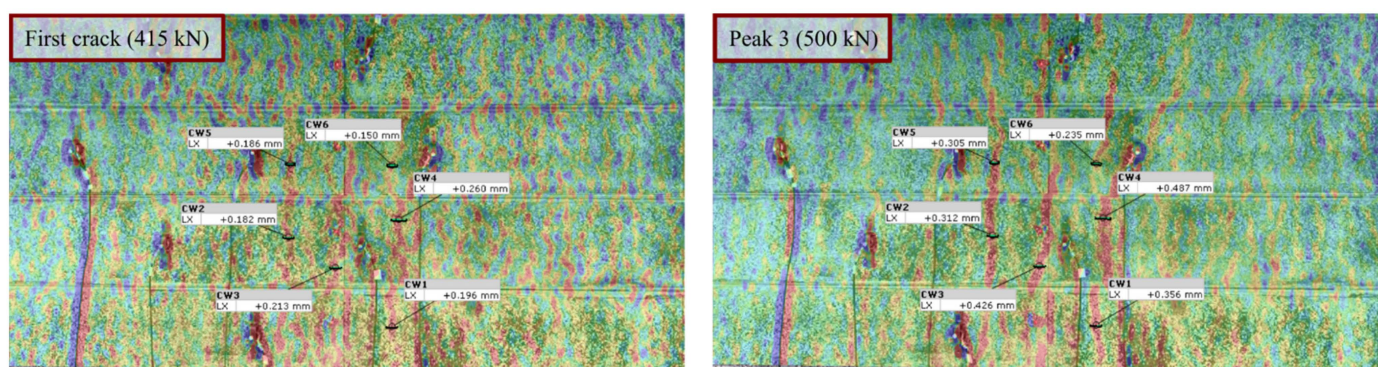 First crack (415 kN)
CW5
LX +0.186 mm
CW6
LX +0.150 mm
CW4
LX +0.260 mm
CW2
LX +0.182 mm
CW3
LX +0.213 mm
CW1
LX +0.196 mm
Peak 3 (500 kN)
CW5
LX +0.305 mm
CW6
LX +0.235 mm
CW4
LX +0.487 mm
CW2
LX +0.312 mm
CW3
LX +0.426 mm
CW1
LX +0.356 mm